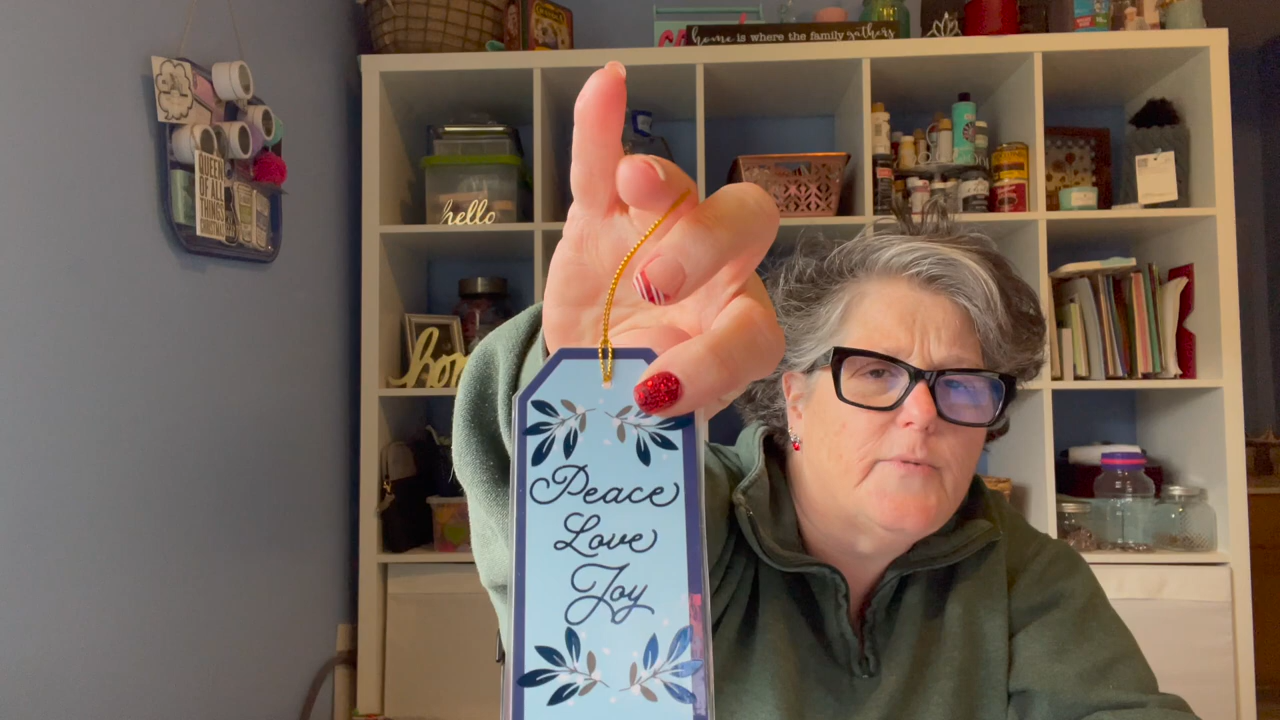 home is where the family gathers
QUEEN
OF ALL
THINGS
hello
Peace
Love
Joy